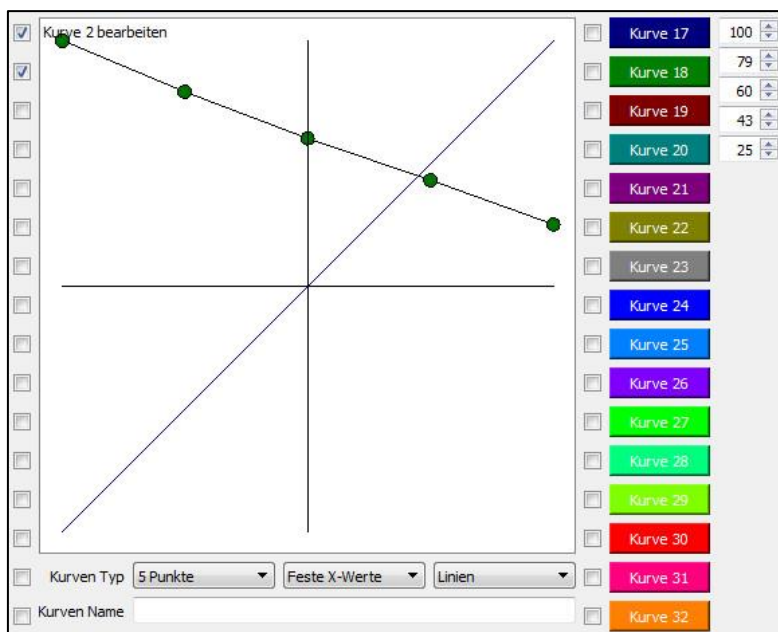 Kurve 2 bearbeiten
Kurve 17
Kurve 18
Kurve 19
Kurve 20
Kurve 21
Kurve 22
Kurve 23
Kurve 24
Kurve 25
Kurve 26
Kurve 27
Kurve 28
Kurve 29
Kurve 30
Kurve 31
Kurve 32
100
79
60
43
25
Kurven Typ 5 Punkte Feste X-Werte Linien
Kurven Name